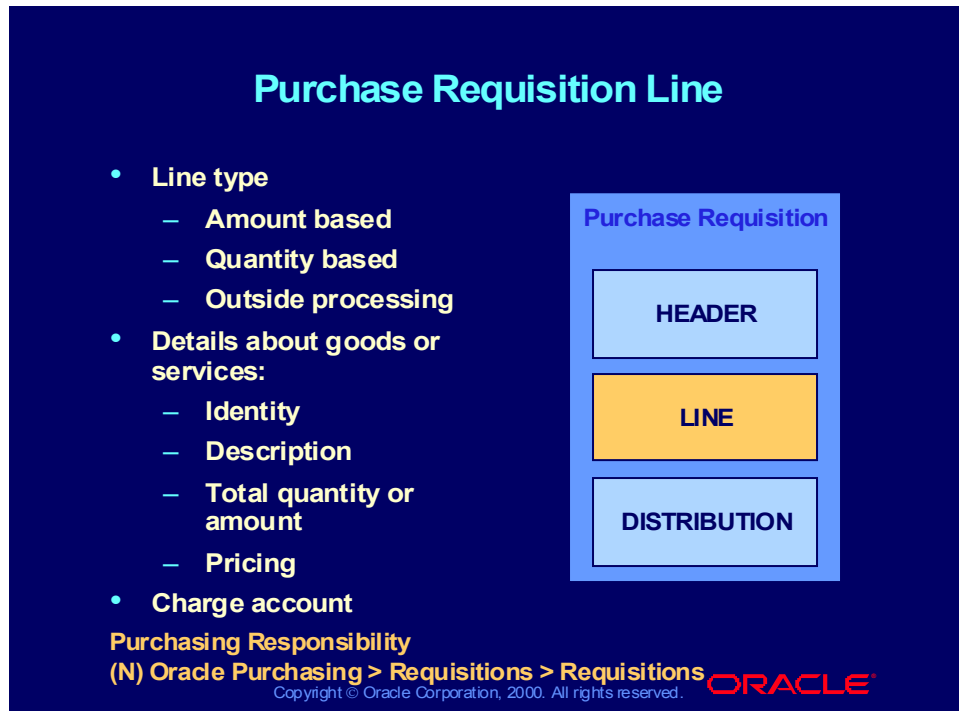 Purchase Requisition Line
• Line type
– Amount based
– Quantity based
– Outside processing
• Details about goods or
services:
– Identity
– Description
– Total quantity or
amount
– Pricing
• Charge account
Purchase Requisition
HEADER
LINE
DISTRIBUTION
Purchasing Responsibility
(N) Oracle Purchasing > Requisitions > Requisitions
Copyright © Oracle Corporation, 2000. All rights reserved.
ORACLE®